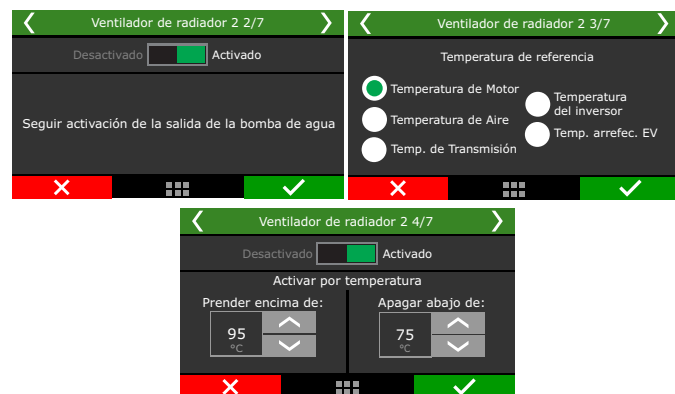 Ventilador de radiador 2 2/7
Desactivado Activado
Seguir activación de la salida de la bomba de agua
Ventilador de radiador 2 3/7
Temperatura de referencia
Temperatura de Motor
Temperatura de Aire
Temp. de Transmisión
Temperatura
del inversor
Temp. arrefec. EV
Ventilador de radiador 2 4/7
Desactivado Activado
Activar por temperatura
Prender encima de: Apagar abajo de:
95 75
°C °C